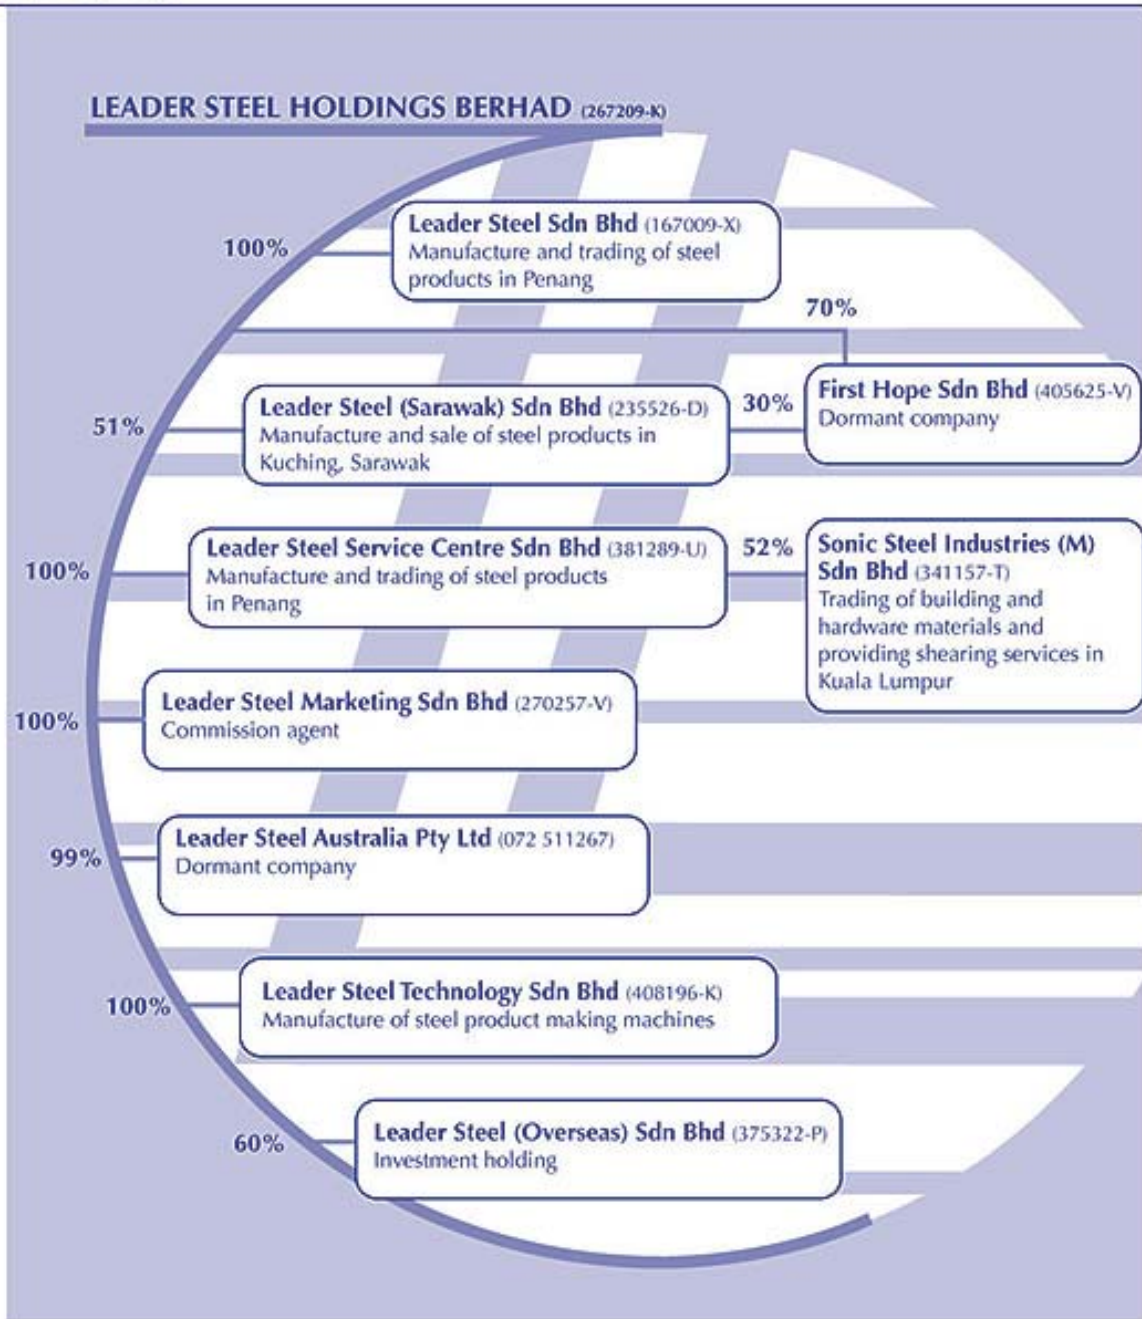 LEADER STEEL HOLDINGS BERHAD (267209-K)
100%
Leader Steel Sdn Bhd (167009-X)
Manufacture and trading of steel
products in Penang
70%
First Hope Sdn Bhd (405625-V)
Dormant company
51%
Leader Steel (Sarawak) Sdn Bhd (235526-D)
Manufacture and sale of steel products in
Kuching, Sarawak
30%
100%
Leader Steel Service Centre Sdn Bhd (381289-U)
Manufacture and trading of steel products
in Penang
52%
Sonic Steel Industries (M)
Sdn Bhd (341157-T)
Trading of building and
hardware materials and
providing shearing services in
Kuala Lumpur
100%
Leader Steel Marketing Sdn Bhd (270257-V)
Commission agent
99%
Leader Steel Australia Pty Ltd (072 511267)
Dormant company
100%
Leader Steel Technology Sdn Bhd (408196-K)
Manufacture of steel product making machines
60%
Leader Steel (Overseas) Sdn Bhd (375322-P)
Investment holding